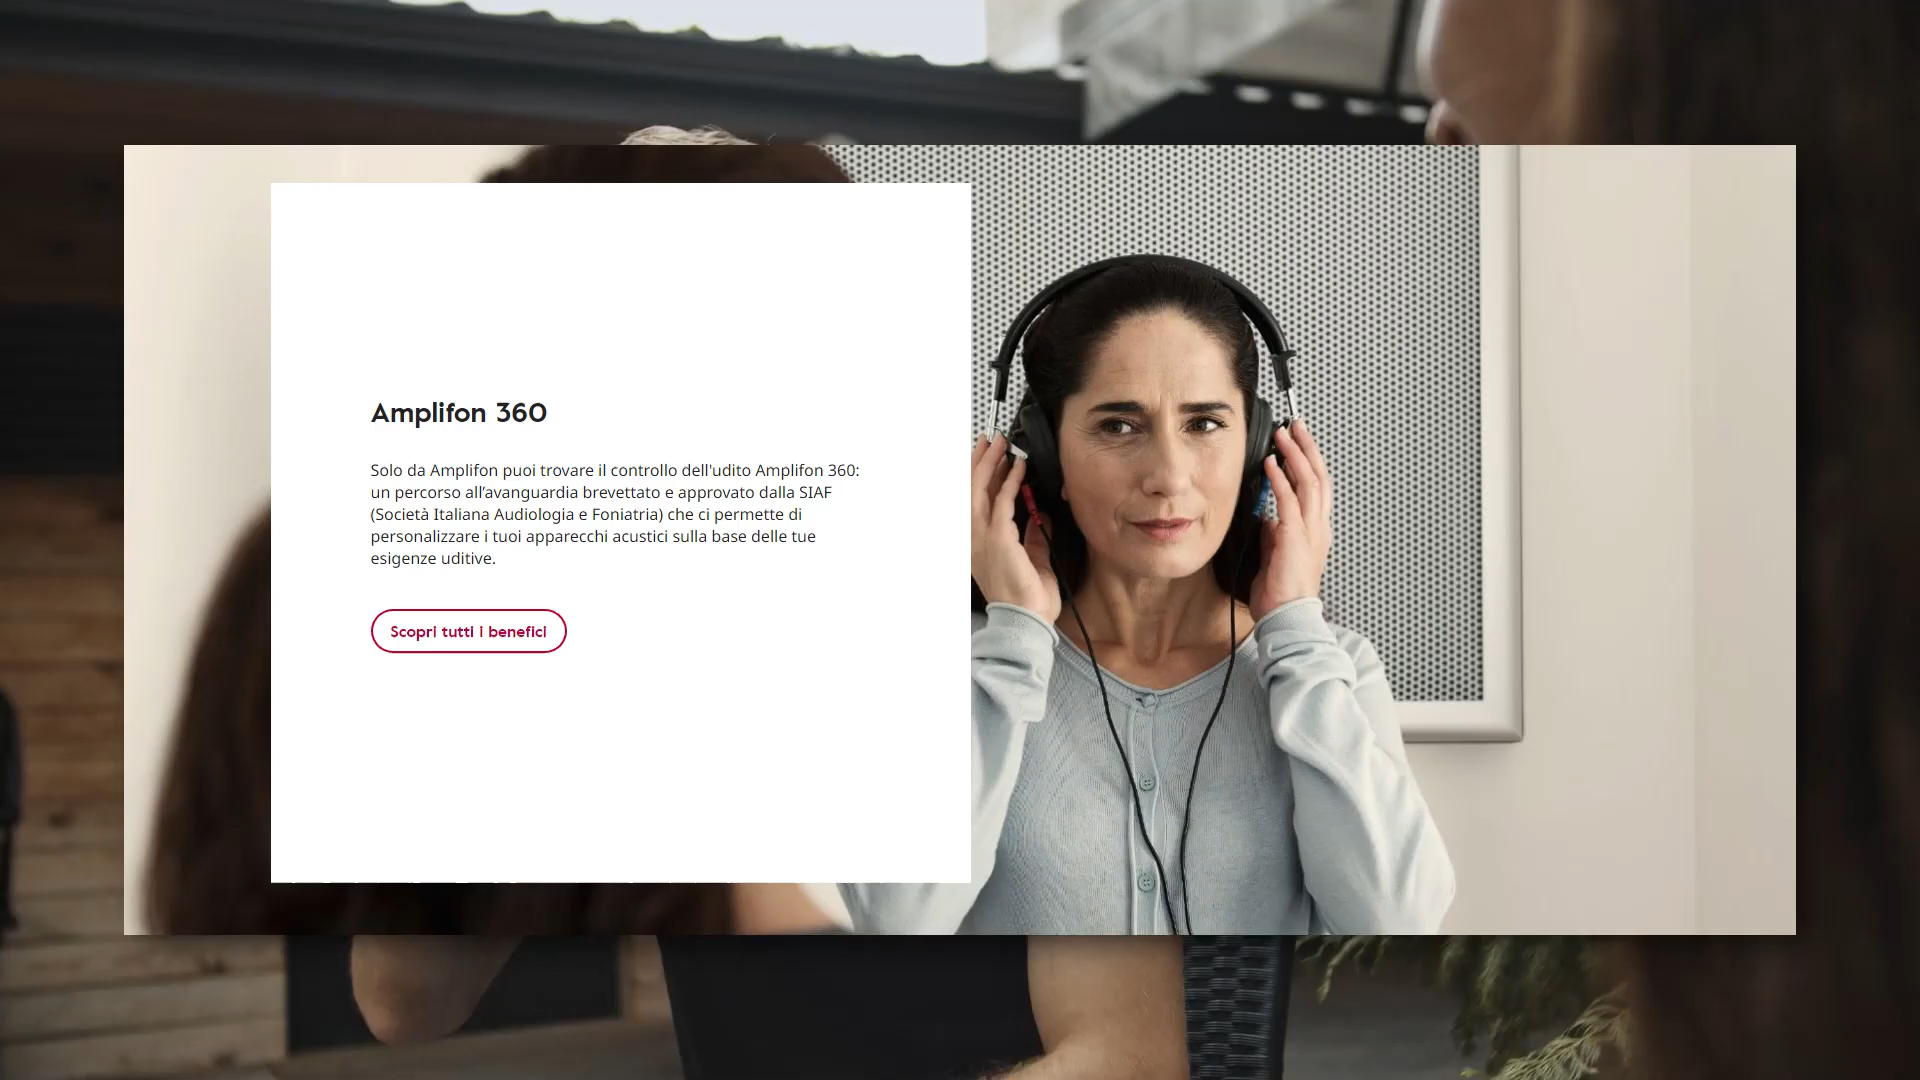 Amplifon 360
Solo da Amplifon puoi trovare il controllo dell'udito Amplifon 360:
un percorso all’avanguardia brevettato e approvato dalla SIAF
(Società Italiana Audiologia e Foniatria) che ci permette di
personalizzare i tuoi apparecchi acustici sulla base delle tue
esigenze uditive.
Scopri tutti i benefici